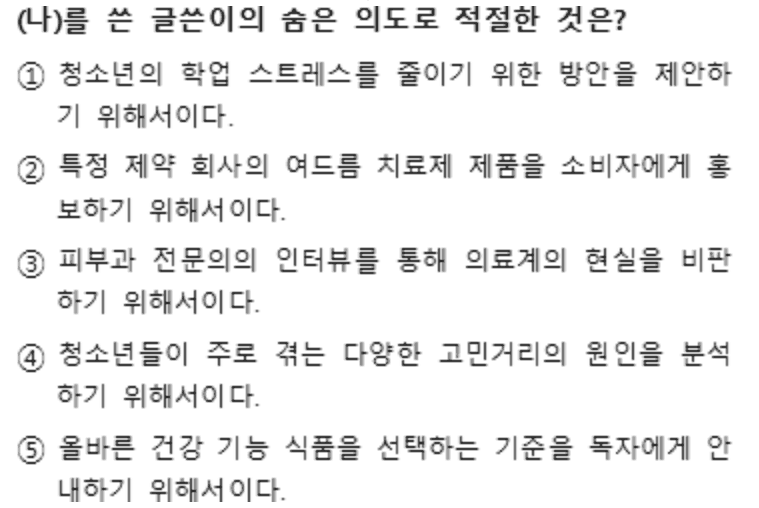 (나)를 쓴 글쓴이의 숨은 의도로 적절한 것은?
① 청소년의 학업 스트레스를 줄이기 위한 방안을 제안하
기 위해서이다.
② 특정 제약 회사의 여드름 치료제 제품을 소비자에게 홍
보하기 위해서이다.
③ 피부과 전문의의 인터뷰를 통해 의료계의 현실을 비판
하기 위해서이다.
④ 청소년들이 주로 겪는 다양한 고민거리의 원인을 분석
하기 위해서이다.
⑤ 올바른 건강 기능 식품을 선택하는 기준을 독자에게 안
내하기 위해서이다.